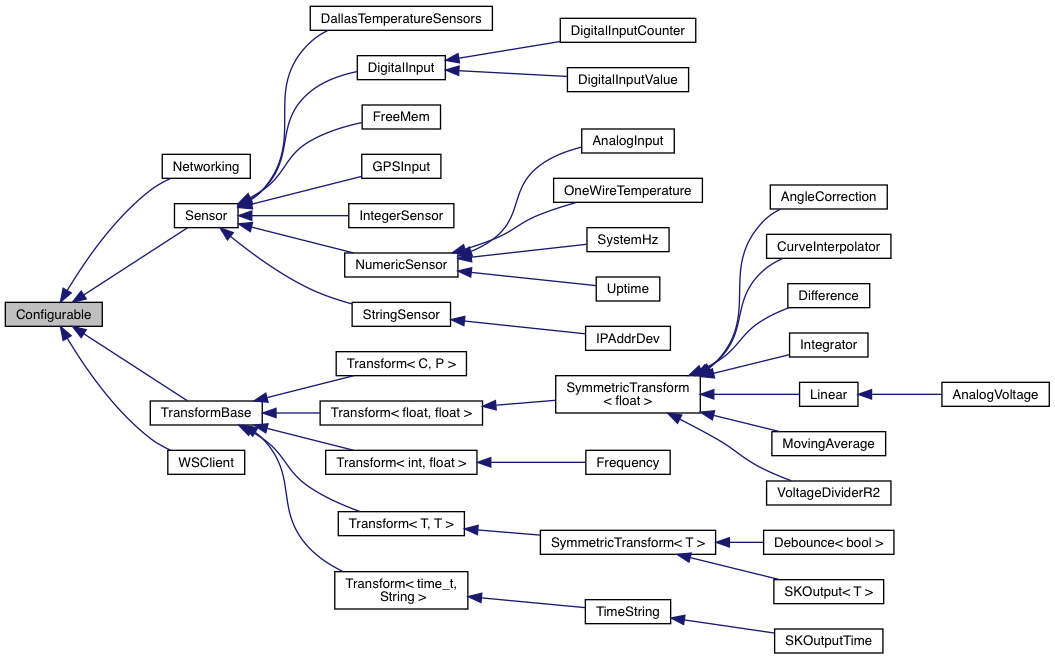 DallasTemperatureSensors
DigitalInputCounter
DigitalInput
DigitalInputValue
FreeMem
AnalogInput
Networking
GPSInput
OneWireTemperature
AngleCorrection
Sensor
IntegerSensor
SystemHz
CurveInterpolator
NumericSensor
Uptime
Difference
Configurable
StringSensor
IPAddrDev
Integrator
Transform< C, P >
SymmetricTransform
< float >
Linear
AnalogVoltage
TransformBase
Transform< float, float >
MovingAverage
WSClient
Transform< int, float >
Frequency
VoltageDividerR2
Transform< T, T >
SymmetricTransform< T >
Debounce< bool >
Transform< time_t,
String >
SKOutput< T >
TimeString
SKOutputTime